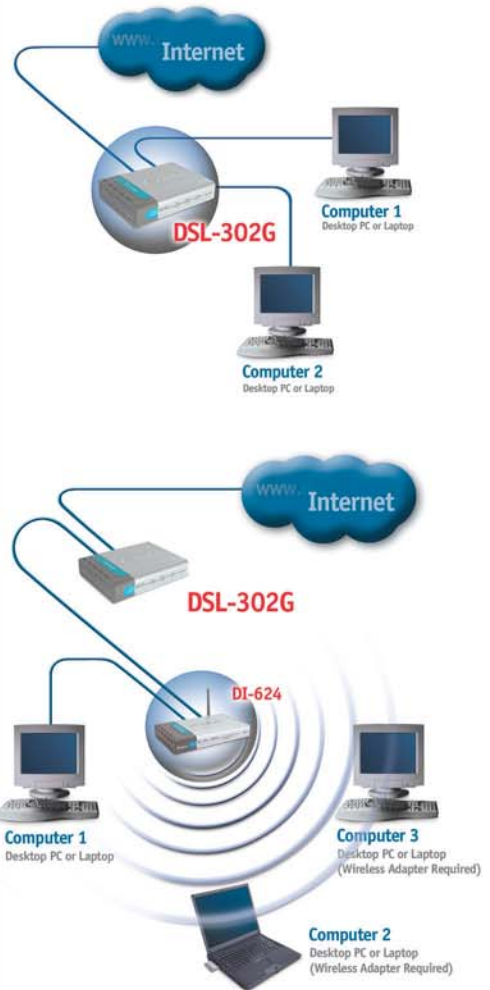 www. Internet
DSL-302G
Computer 1
Desktop PC or Laptop
Computer 2
Desktop PC or Laptop
www. Internet
DSL-302G
DI-624
Computer 1
Desktop PC or Laptop
Computer 3
Desktop PC or Laptop
(Wireless Adapter Required)
Computer 2
Desktop PC or Laptop
(Wireless Adapter Required)